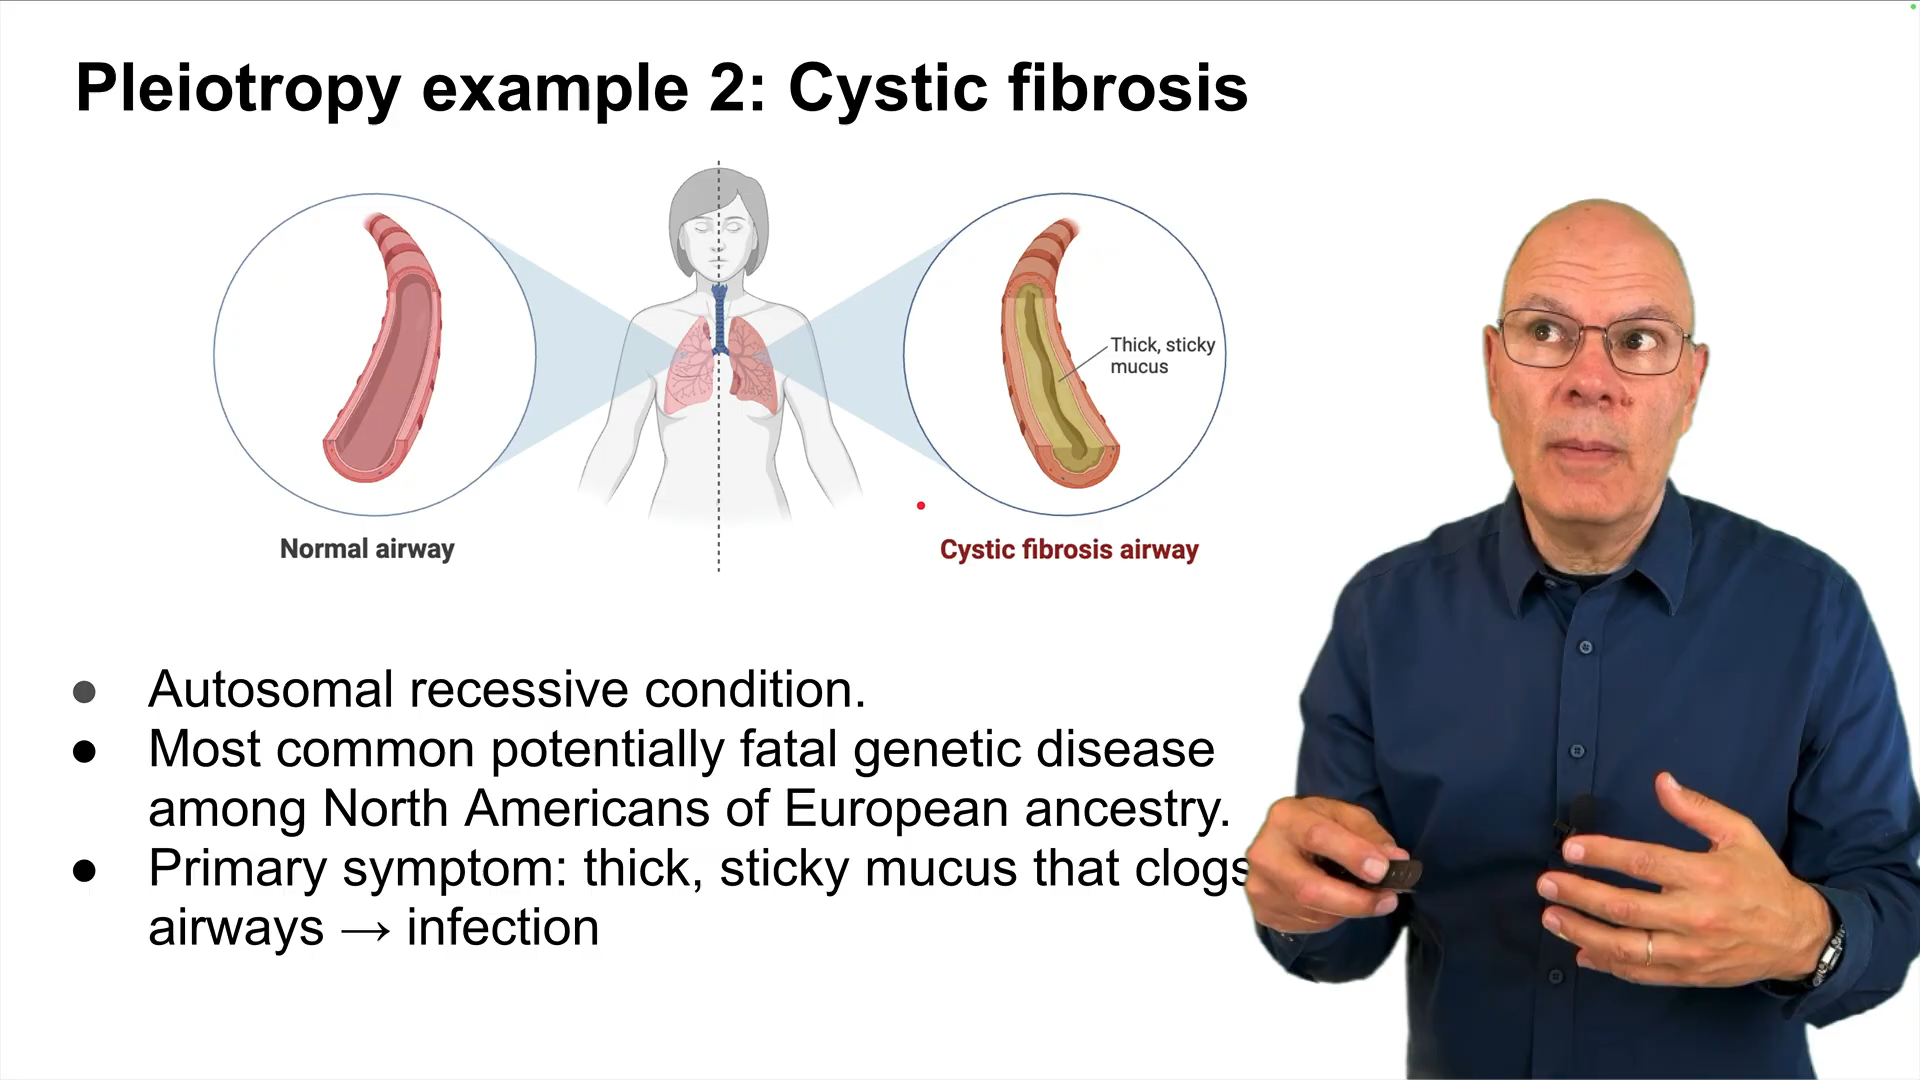 Pleiotropy example 2: Cystic fibrosis
Thick, sticky
mucus
Normal airway
Cystic fibrosis airway
● Autosomal recessive condition.
● Most common potentially fatal genetic disease
among North Americans of European ancestry.
● Primary symptom: thick, sticky mucus that clogs
airways → infection